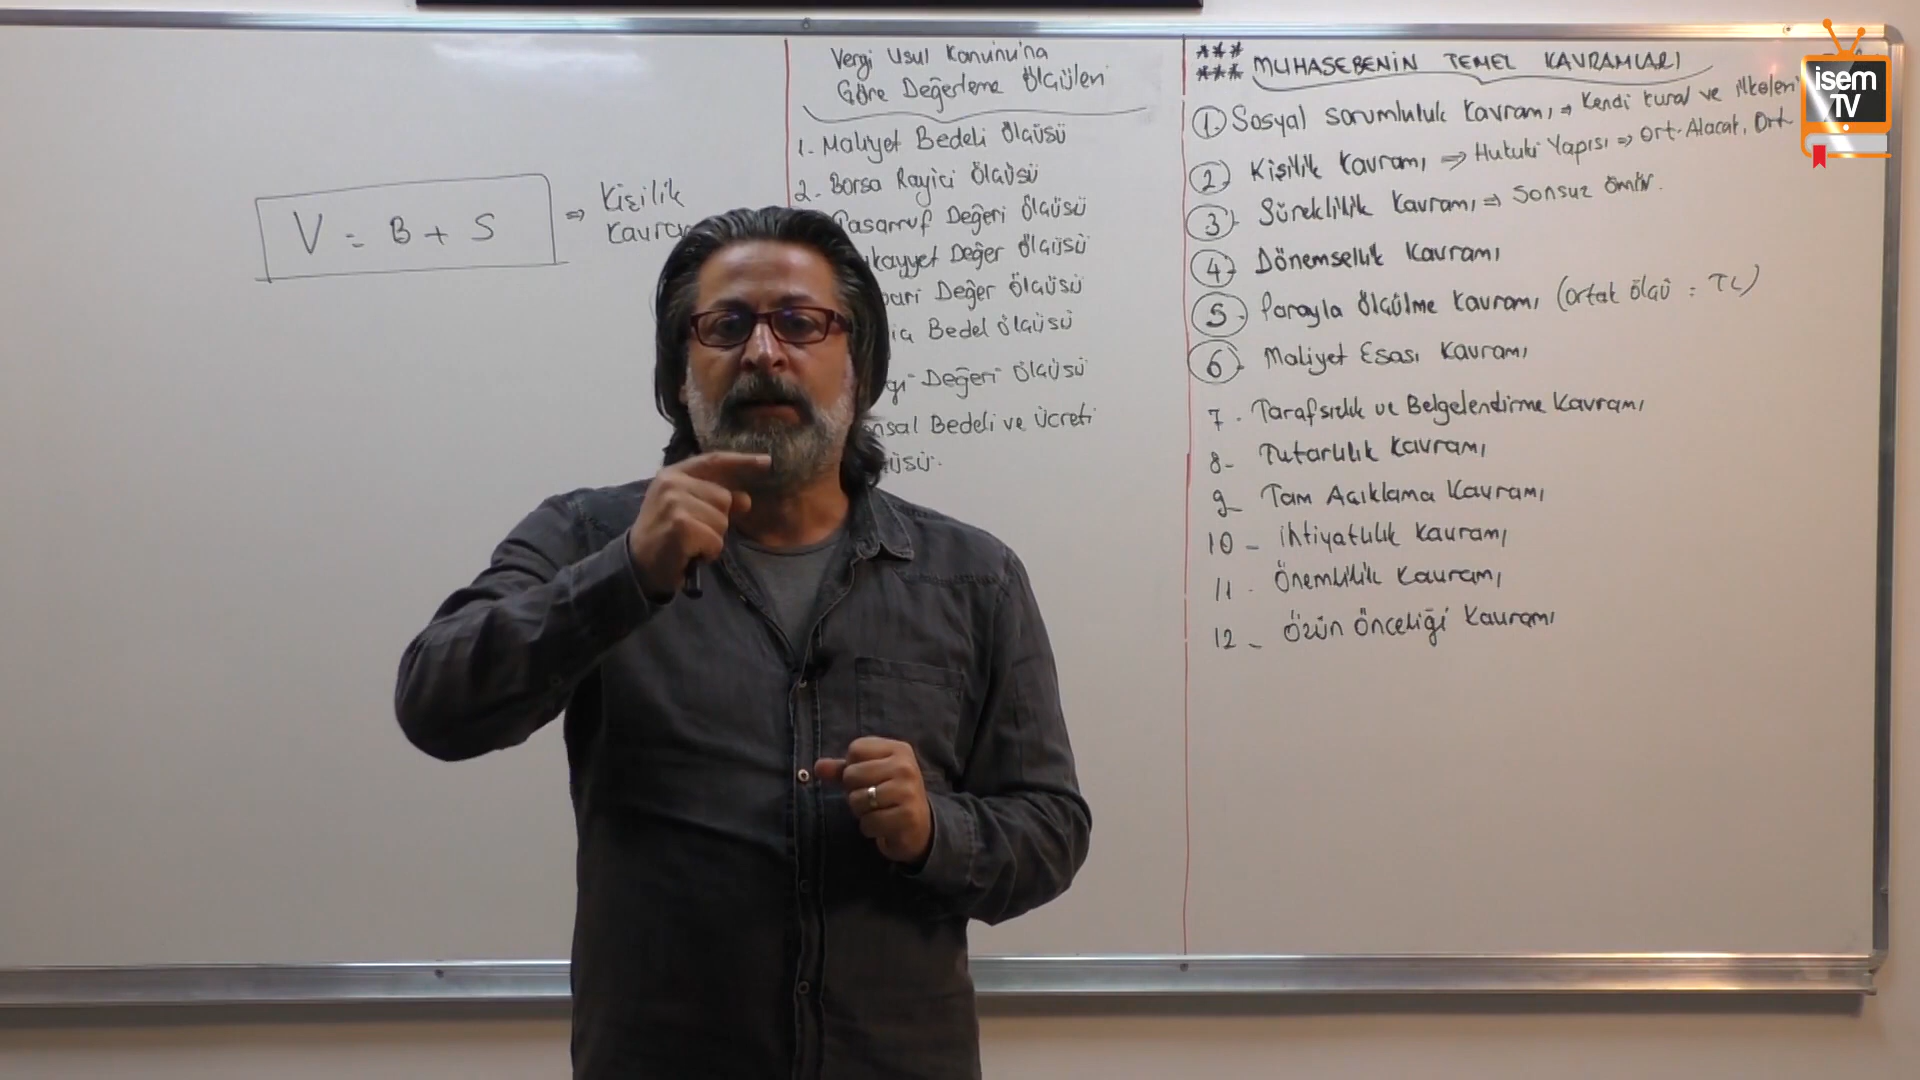 V = B + S
⇒ Kişilik
Vergi Usul Kanunu'na
Göre Değerleme Ölçüleri
1. Maliyet Bedeli Ölçüsü
2. Borsa Rayici Ölçüsü
Tasarruf Değeri Ölçüsü
Değer Ölçüsü
Değer Ölçüsü
Bedel Ölçüsü
Değeri Ölçüsü
Bedeli ve Ücreti
*** MUHASEBENİN TEMEL KAVRAMLARI
***
1. Sosyal Sorumluluk Kavramı ⇒ Kendi kural ve ilkeleri
2. Kişilik Kavramı ⇒ Hukuki Yapısı ⇒ Ort. Alacak, Ort.
3. Süreklilik Kavramı ⇒ Sonsuz ömür.
4. Dönemsellik Kavramı
5. Parayla Ölçülme Kavramı (Ortak ölçü = TL)
6. Maliyet Esası Kavramı
7. Tarafsızlık ve Belgelendirme Kavramı
8- Tutarlılık Kavramı
9- Tam Açıklama Kavramı
10- ihtiyatlılık Kavramı
11. Önemlilik Kavramı
12- Özün Önceliği Kavramı
isem
TV